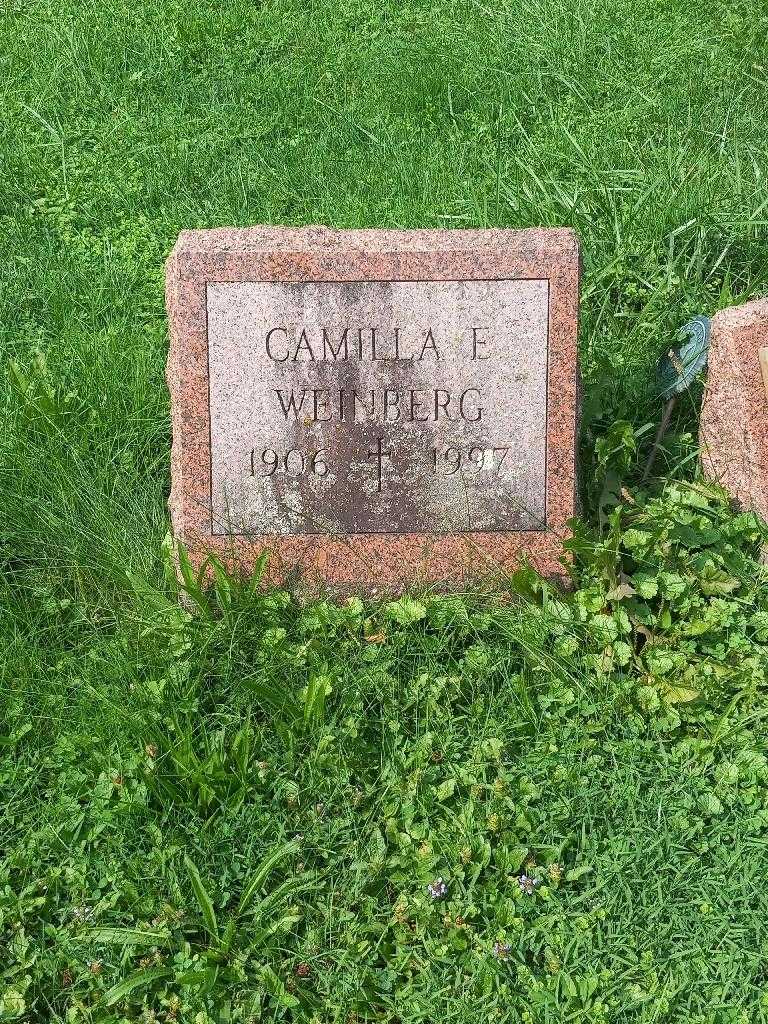 CAMILLA E
WEINBERG
1906 † 1997